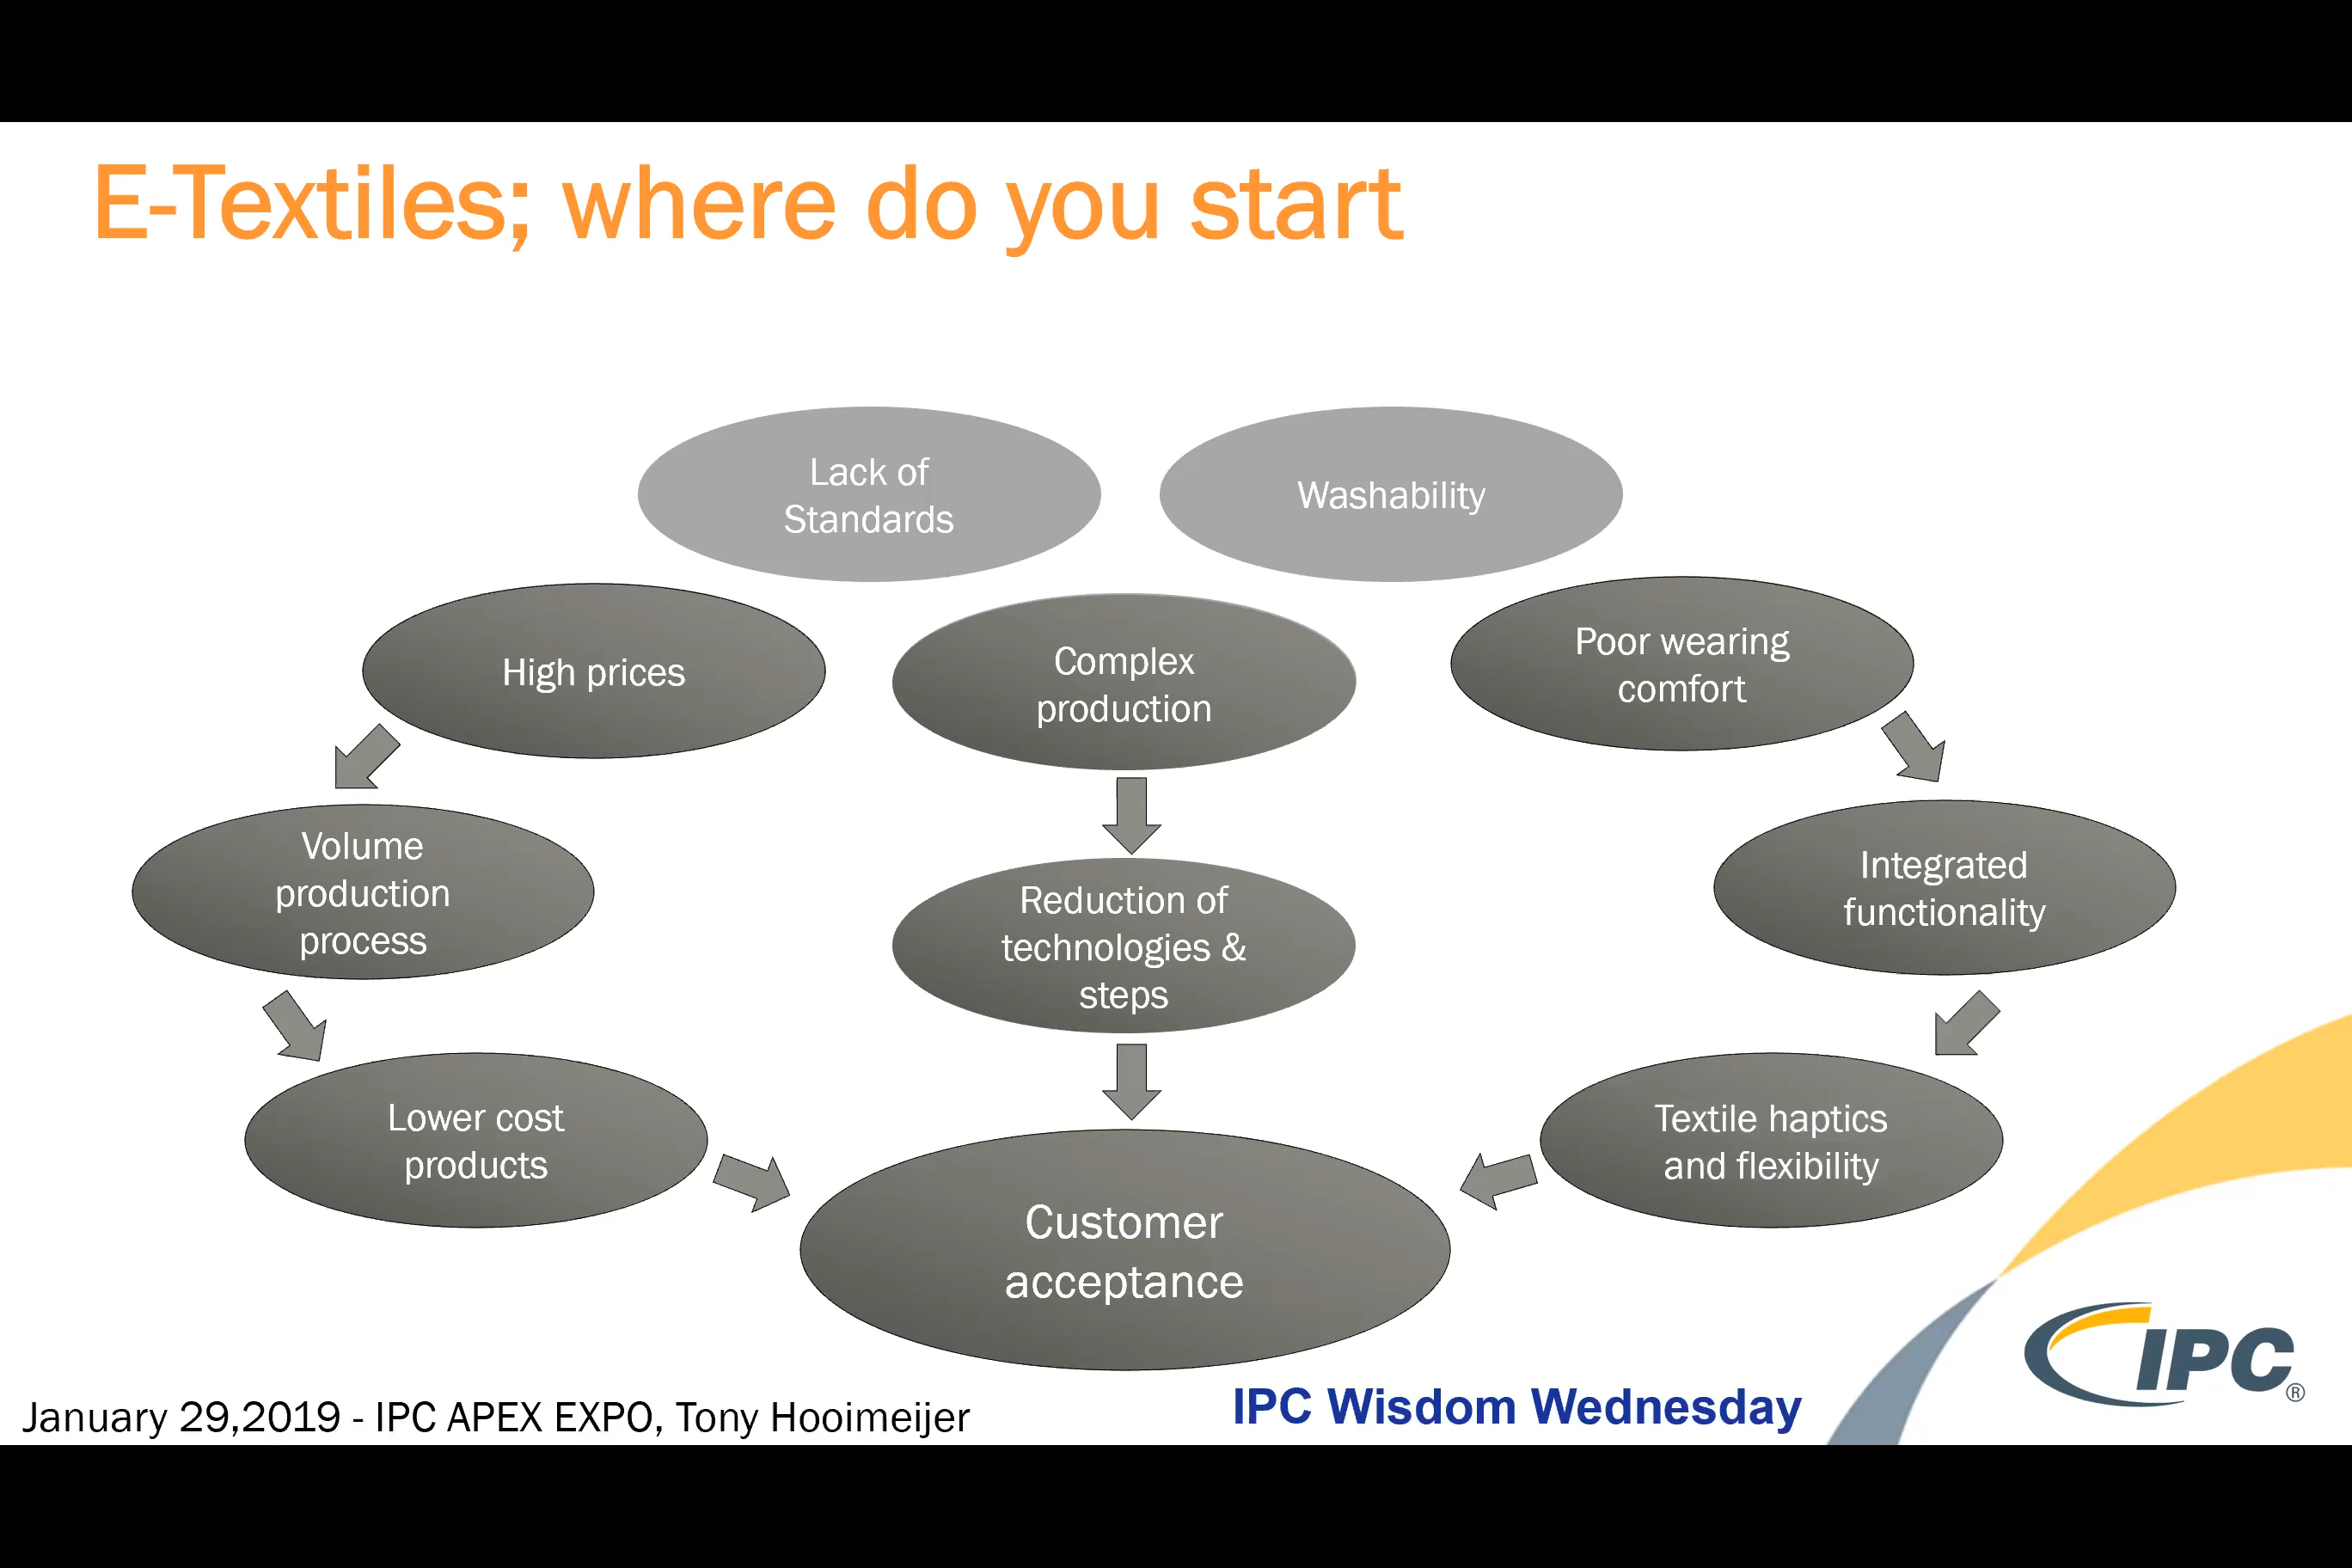 E-Textiles; where do you start
Lack of
Standards
Washability
High prices
Complex
production
Poor wearing
comfort
Volume
production
process
Reduction of
technologies &
steps
Integrated
functionality
Lower cost
products
Textile haptics
and flexibility
Customer
acceptance
January 29,2019 - IPC APEX EXPO, Tony Hooimeijer
IPC Wisdom Wednesday
IPC®